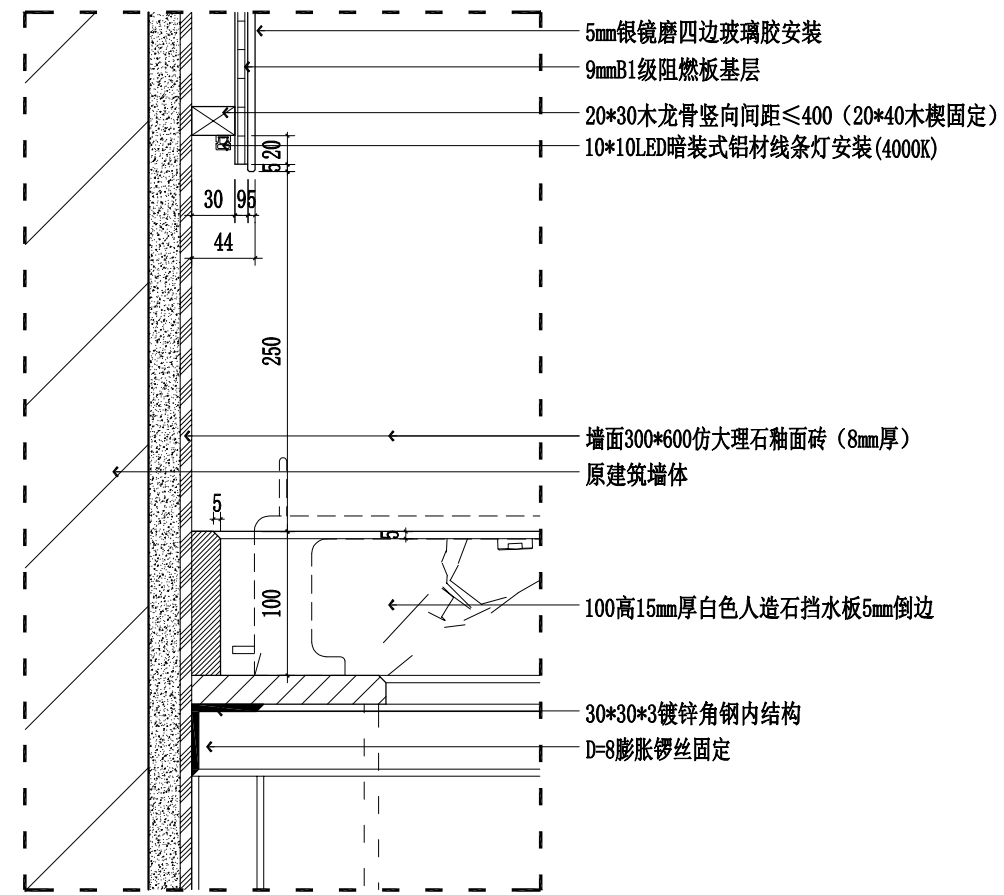 5mm银镜磨四边玻璃胶安装
9mmB1级阻燃板基层
20*30木龙骨竖向间距≤400（20*40木楔固定）
10*10LED暗装式铝材线条灯安装(4000K)
20
5
30
95
44
250
墙面300*600仿大理石釉面砖（8mm厚）
原建筑墙体
5
5
100
100高15mm厚白色人造石挡水板5mm倒边
30*30*3镀锌角钢内结构
D=8膨胀锣丝固定